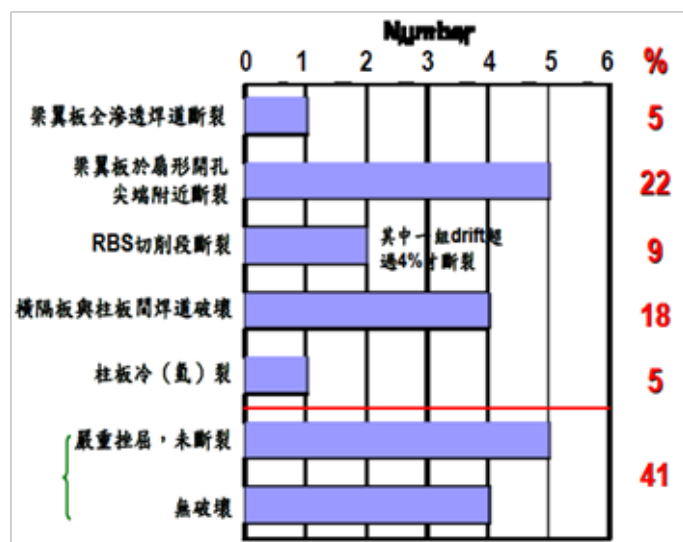 Number
0 1 2 3 4 5 6 %
梁翼板全滲透焊道斷裂 5
梁翼板於扇形開孔
尖端附近斷裂 22
RBS切削段斷裂 9
其中一組drift超
過4%才斷裂
橫隔板與柱板間焊道破壞 18
柱板冷（氫）裂 5
嚴重挫屈，未斷裂
41
無破壞